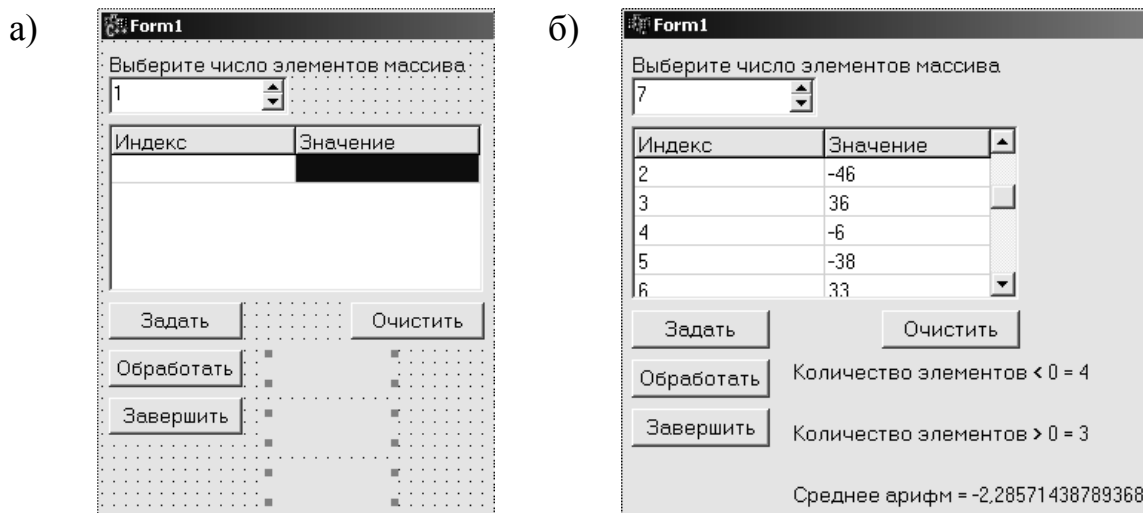 а)
Form1
Выберите число элементов массива
1
Индекс Значение
Задать Очистить
Обработать
Завершить
б)
Form1
Выберите число элементов массива
7
Индекс Значение
2 -46
3 36
4 -6
5 -38
6 33
Задать Очистить
Обработать Количество элементов < 0 = 4
Завершить Количество элементов > 0 = 3
Среднее арифм = -2,28571438789368